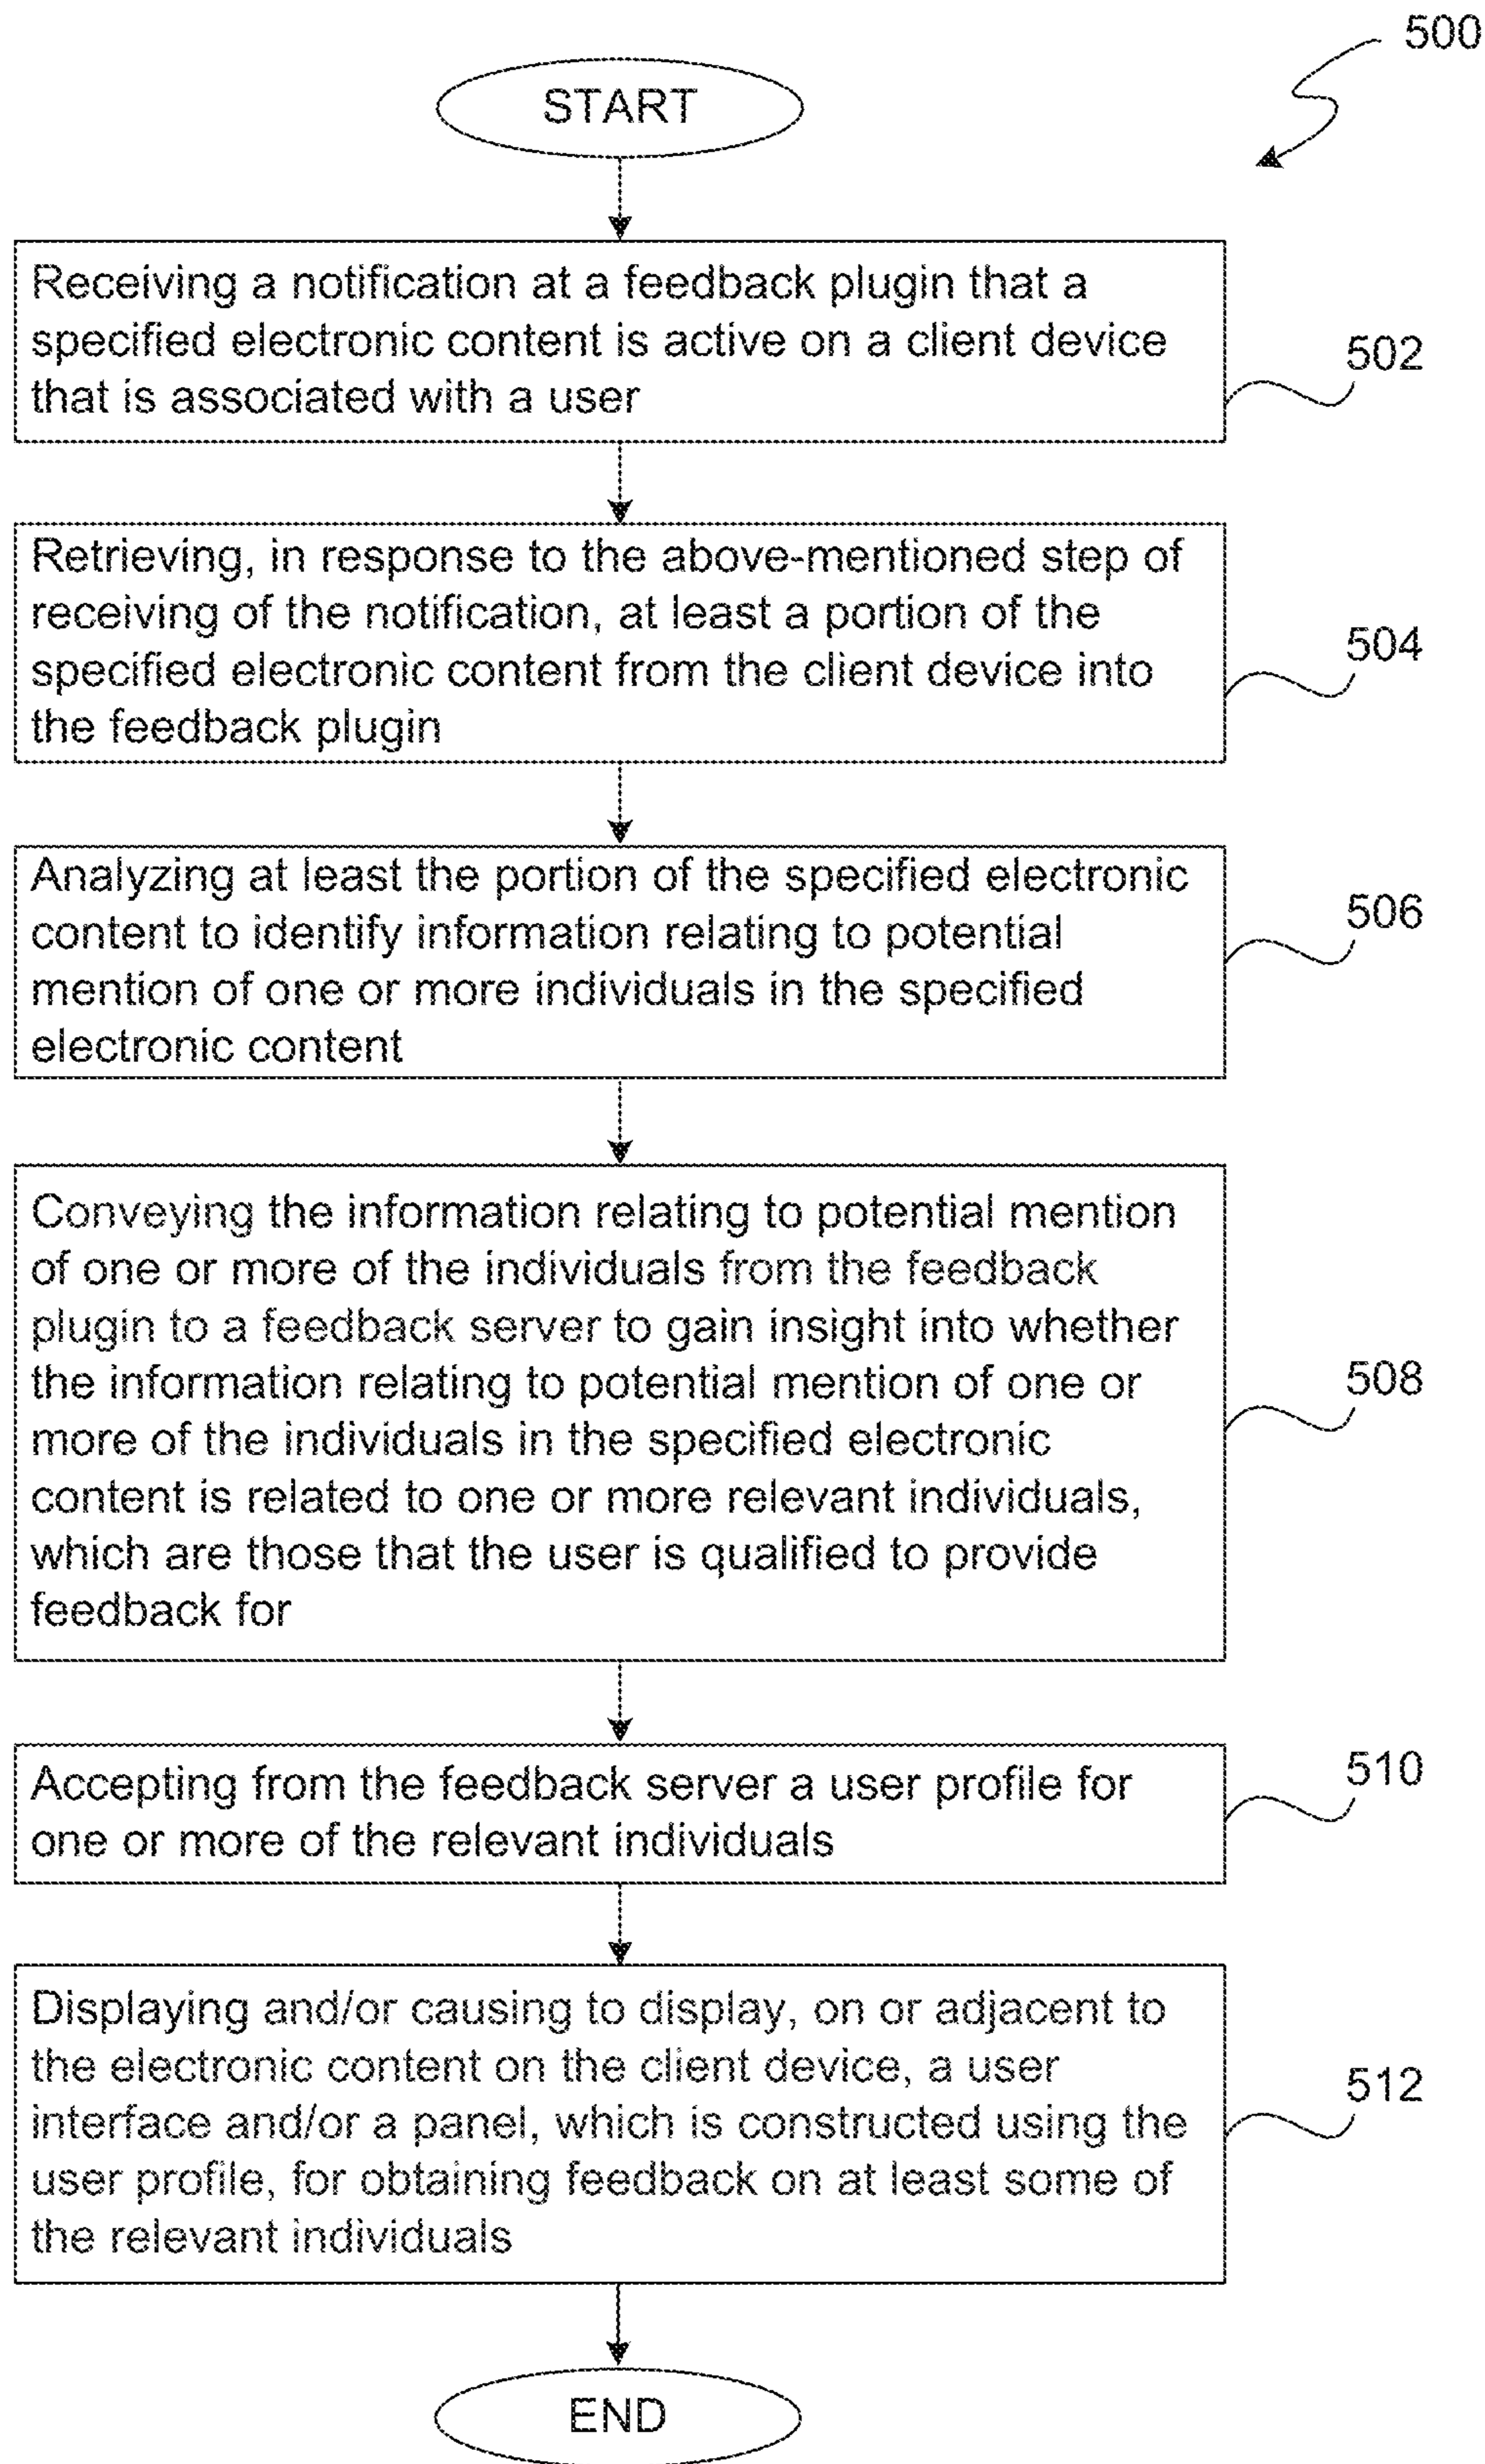 500
START
Receiving a notification at a feedback plugin that a
specified electronic content is active on a client device
that is associated with a user
502
Retrieving, in response to the above-mentioned step of
receiving of the notification, at least a portion of the
specified electronic content from the client device into
the feedback plugin
504
Analyzing at least the portion of the specified electronic
content to identify information relating to potential
mention of one or more individuals in the specified
electronic content
506
Conveying the information relating to potential mention
of one or more of the individuals from the feedback
plugin to a feedback server to gain insight into whether
the information relating to potential mention of one or
more of the individuals in the specified electronic
content is related to one or more relevant individuals,
which are those that the user is qualified to provide
feedback for
508
Accepting from the feedback server a user profile for
one or more of the relevant individuals
510
Displaying and/or causing to display, on or adjacent to
the electronic content on the client device, a user
interface and/or a panel, which is constructed using the
user profile, for obtaining feedback on at least some of
the relevant individuals
512
END